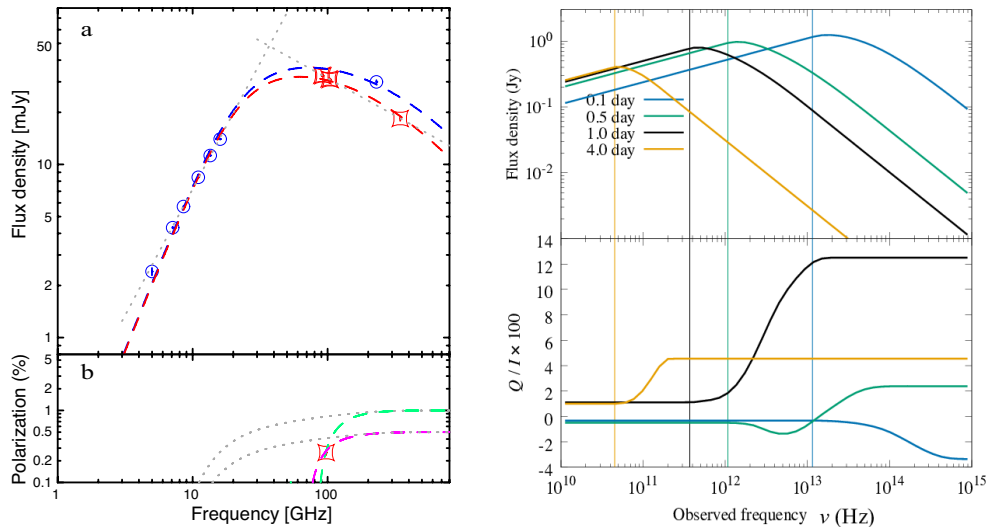 a
Flux density [mJy]
50
10
5
1
b
Polarization (%)
5
2
1
0.5
0.2
0.1
1
10
100
Frequency [GHz]
Flux density (Jy)
10^0
10^-1
10^-2
0.1 day
0.5 day
1.0 day
4.0 day
Q / I × 100
14
12
10
8
6
4
2
0
-2
-4
10^10
10^11
10^12
10^13
10^14
10^15
Observed frequency ν (Hz)